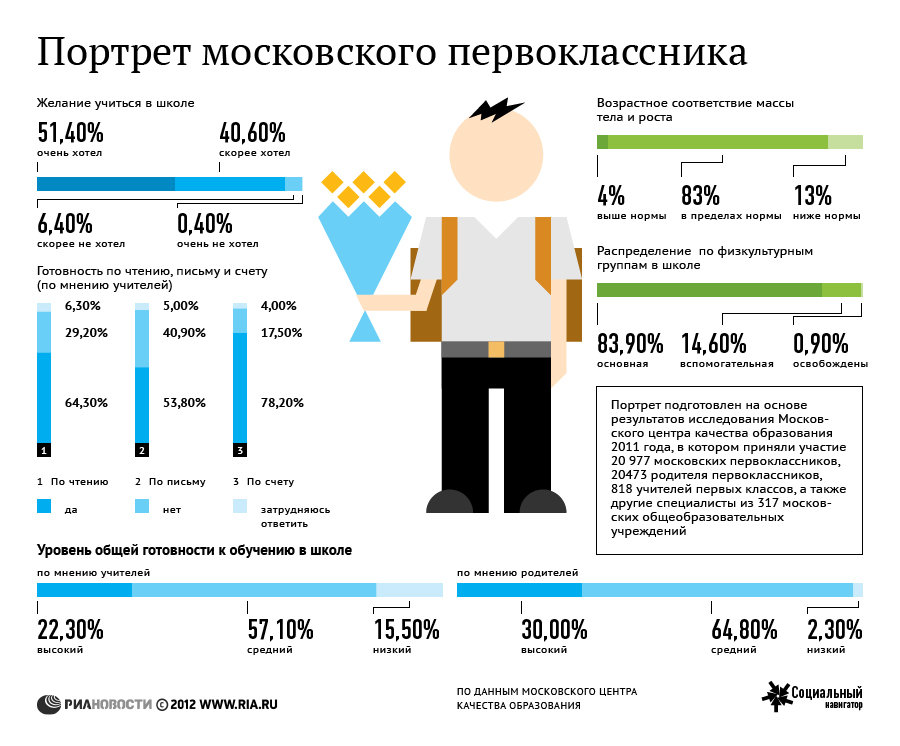 Портрет московского первоклассника
Желание учиться в школе
51,40%
очень хотел
40,60%
скорее хотел
6,40%
скорее не хотел
0,40%
очень не хотел
Готовность по чтению, письму и счету
(по мнению учителей)
6,30%
29,20%
64,30%
1
5,00%
40,90%
53,80%
2
4,00%
17,50%
78,20%
3
1 По чтению
2 По письму
3 По счету
да
нет
затрудняюсь
ответить
Возрастное соответствие массы
тела и роста
4%
выше нормы
83%
в пределах нормы
13%
ниже нормы
Распределение по физкультурным
группам в школе
83,90%
основная
14,60%
вспомогательная
0,90%
освобождены
Портрет подготовлен на основе
результатов исследования Москов-
ского центра качества образования
2011 года, в котором приняли участие
20 977 московских первоклассников,
20473 родителя первоклассников,
818 учителей первых классов, а также
другие специалисты из 317 москов-
ских общеобразовательных
учреждений
Уровень общей готовности к обучению в школе
по мнению учителей
22,30%
высокий
57,10%
средний
15,50%
низкий
по мнению родителей
30,00%
высокий
64,80%
средний
2,30%
низкий
РИАНОВОСТИ © 2012 WWW.RIA.RU
ПО ДАННЫМ МОСКОВСКОГО ЦЕНТРА
КАЧЕСТВА ОБРАЗОВАНИЯ
Социальный
навигатор